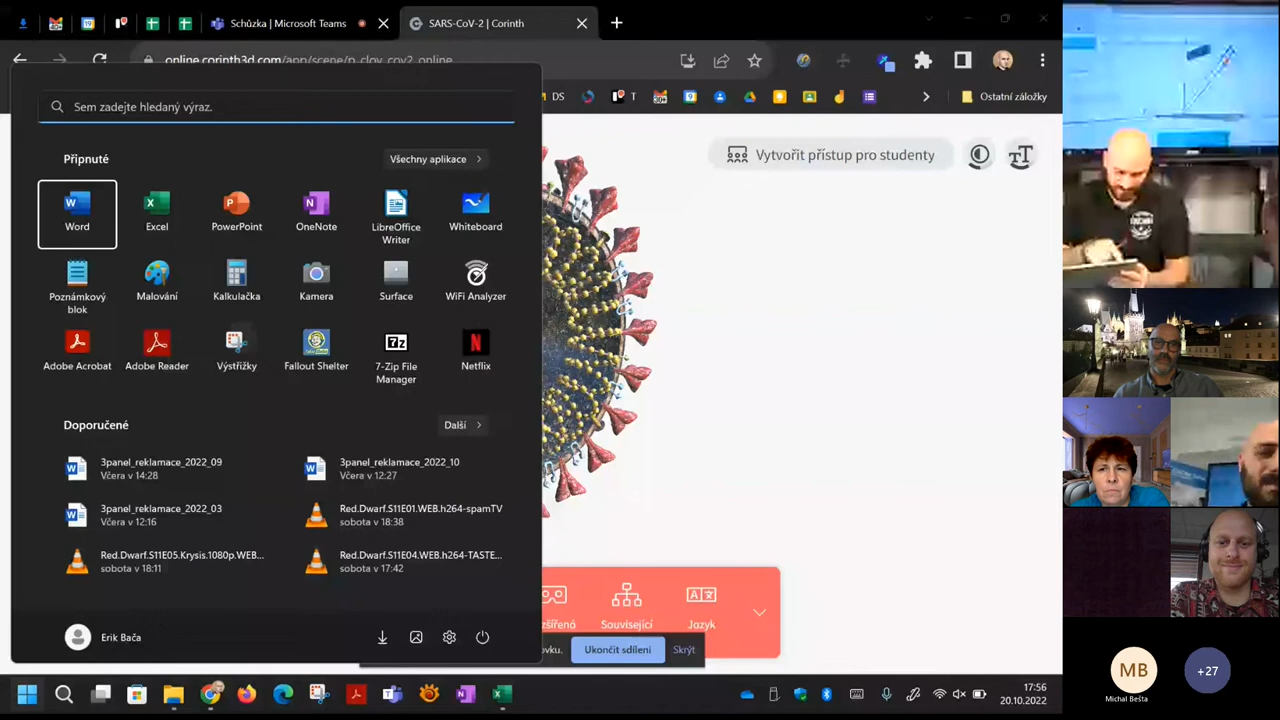 Schůzka | Microsoft Teams
SARS-CoV-2 | Corinth
online.corinth3d.com/app/scene/p_clov_cov2_online
DS
T
Ostatní záložky
Sem zadejte hledaný výraz.
Vytvořit přístup pro studenty
Připnuté
Všechny aplikace
Word
Excel
PowerPoint
OneNote
LibreOffice Writer
Whiteboard
Poznámkový blok
Malování
Kalkulačka
Kamera
Surface
WiFi Analyzer
Adobe Acrobat
Adobe Reader
Výstřižky
Fallout Shelter
7-Zip File Manager
Netflix
Doporučené
Další
3panel_reklamace_2022_09
Včera v 14:28
3panel_reklamace_2022_10
Včera v 12:27
3panel_reklamace_2022_03
Včera v 12:16
Red.Dwarf.S11E01.WEB.h264-spamTV
sobota v 18:38
Red.Dwarf.S11E05.Krysis.1080p.WEB...
sobota v 18:11
Red.Dwarf.S11E04.WEB.h264-TASTE...
sobota v 17:42
Související
Jazyk
Erik Bača
Ukončit sdílení
Skrýt
MB
+27
Michal Bešta
17:56
20.10.2022